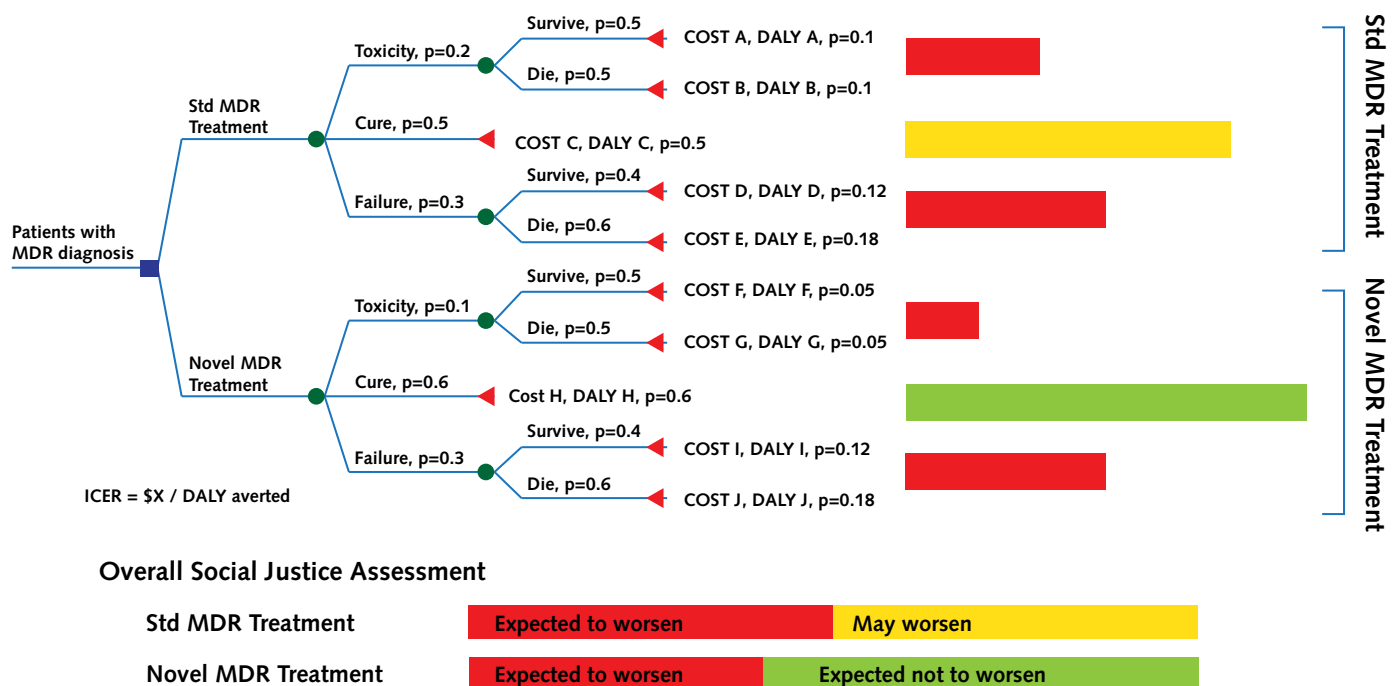 Survive, p=0.5
COST A, DALY A, p=0.1
Toxicity, p=0.2
Die, p=0.5
COST B, DALY B, p=0.1
Std MDR
Treatment
Cure, p=0.5
COST C, DALY C, p=0.5
Survive, p=0.4
COST D, DALY D, p=0.12
Failure, p=0.3
Die, p=0.6
COST E, DALY E, p=0.18
Std MDR Treatment
Patients with
MDR diagnosis
Survive, p=0.5
COST F, DALY F, p=0.05
Toxicity, p=0.1
Die, p=0.5
COST G, DALY G, p=0.05
Novel MDR
Treatment
Cure, p=0.6
Cost H, DALY H, p=0.6
Survive, p=0.4
COST I, DALY I, p=0.12
Failure, p=0.3
Die, p=0.6
COST J, DALY J, p=0.18
Novel MDR Treatment
ICER = $X / DALY averted
Overall Social Justice Assessment
Std MDR Treatment
Expected to worsen
May worsen
Novel MDR Treatment
Expected to worsen
Expected not to worsen